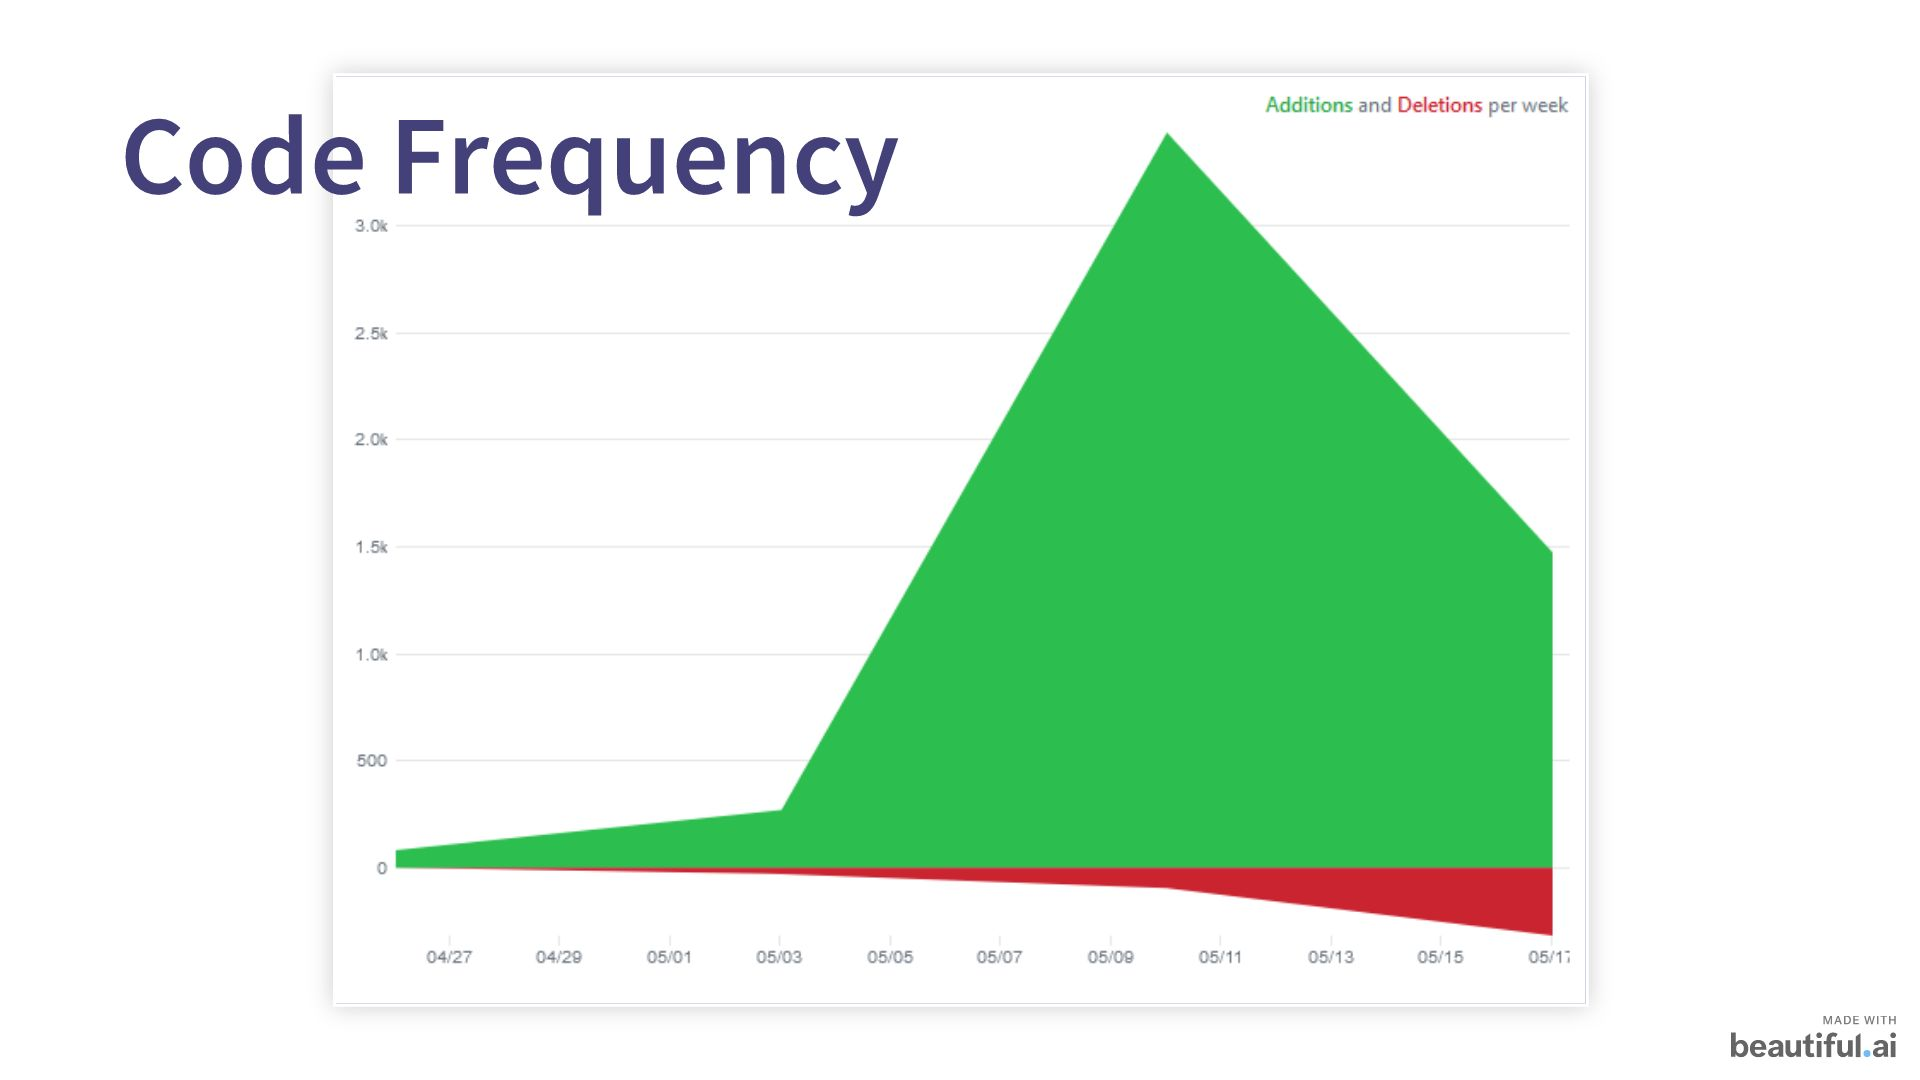 Additions and Deletions per week
Code Frequency
3.0k
2.5k
2.0k
1.5k
1.0k
500
0
04/27 04/29 05/01 05/03 05/05 05/07 05/09 05/11 05/13 05/15 05/17
MADE WITH
beautiful.ai